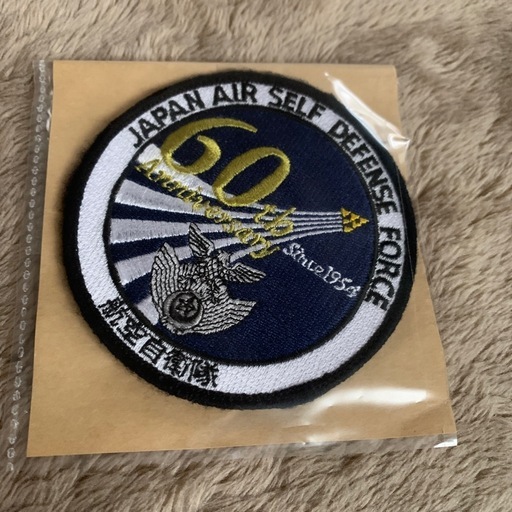 JAPAN AIR SELF DEFENSE FORCE
60th
Anniversary
Since 1954
航空自衛隊